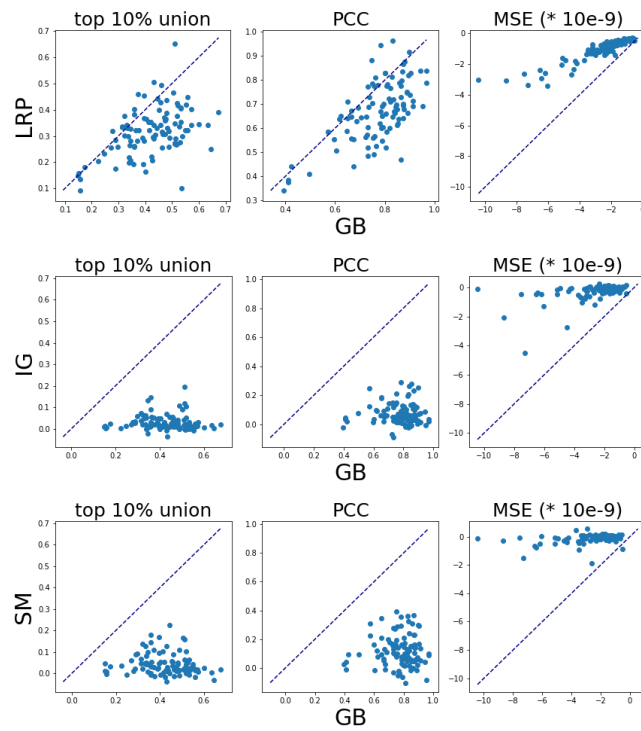 top 10% union PCC MSE (* 10e-9)
LRP
0.7 0.6 0.5 0.4 0.3 0.2 0.1
0.1 0.2 0.3 0.4 0.5 0.6 0.7
1.0 0.9 0.8 0.7 0.6 0.5 0.4 0.3
0.4 0.5 0.6 0.7 0.8 0.9 1.0
0 −2 −4 −6 −8 −10
−10 −8 −6 −4 −2 0
GB
top 10% union PCC MSE (* 10e-9)
IG
0.7 0.6 0.5 0.4 0.3 0.2 0.1 0.0
0.0 0.2 0.4 0.6
1.0 0.8 0.6 0.4 0.2 0.0
0.0 0.2 0.4 0.6 0.8 1.0
0 −2 −4 −6 −8 −10
−10 −8 −6 −4 −2 0
GB
top 10% union PCC MSE (* 10e-9)
SM
0.7 0.6 0.5 0.4 0.3 0.2 0.1 0.0
0.0 0.2 0.4 0.6
1.0 0.8 0.6 0.4 0.2 0.0
0.0 0.2 0.4 0.6 0.8 1.0
0 −2 −4 −6 −8 −10
−10 −8 −6 −4 −2 0
GB